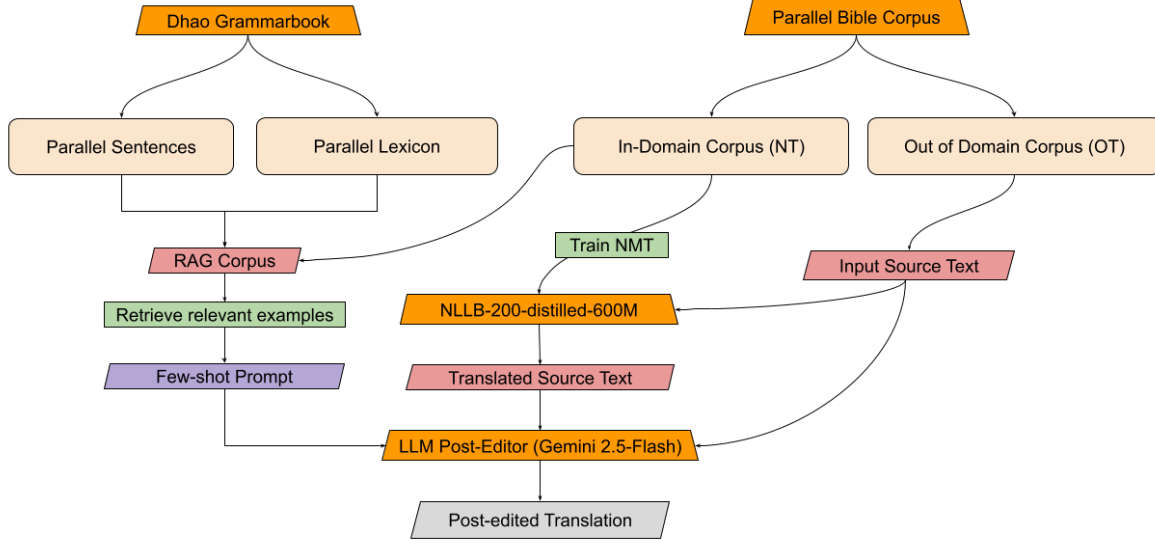 Dhao Grammarbook
Parallel Bible Corpus
Parallel Sentences
Parallel Lexicon
In-Domain Corpus (NT)
Out of Domain Corpus (OT)
Train NMT
RAG Corpus
Input Source Text
Retrieve relevant examples
NLLB-200-distilled-600M
Few-shot Prompt
Translated Source Text
LLM Post-Editor (Gemini 2.5-Flash)
Post-edited Translation